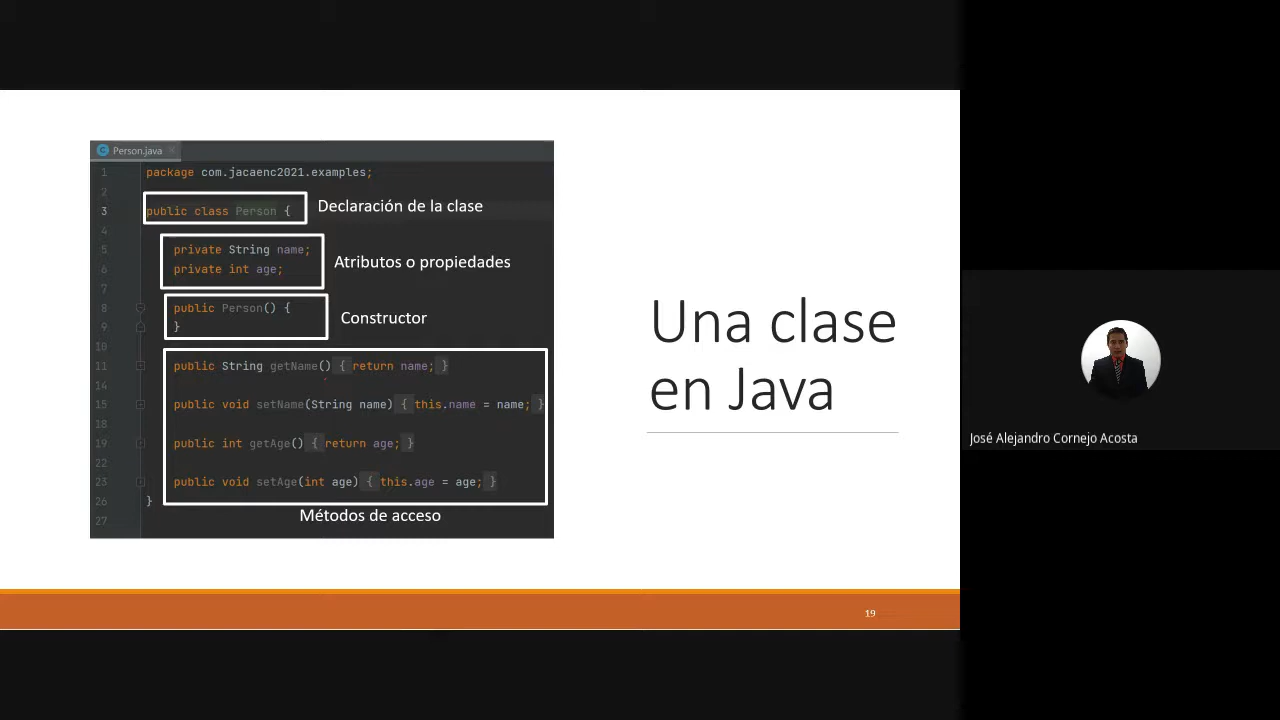 Person.java
1 package com.jacaenc2021.examples;
2
3 public class Person {
Declaración de la clase
4
5 private String name;
6 private int age;
Atributos o propiedades
7
8 public Person() {
9 }
Constructor
10
11 public String getName() { return name; }
14
15 public void setName(String name) { this.name = name; }
18
19 public int getAge() { return age; }
22
23 public void setAge(int age) { this.age = age; }
26 }
Métodos de acceso
27
Una clase
en Java
19
José Alejandro Cornejo Acosta